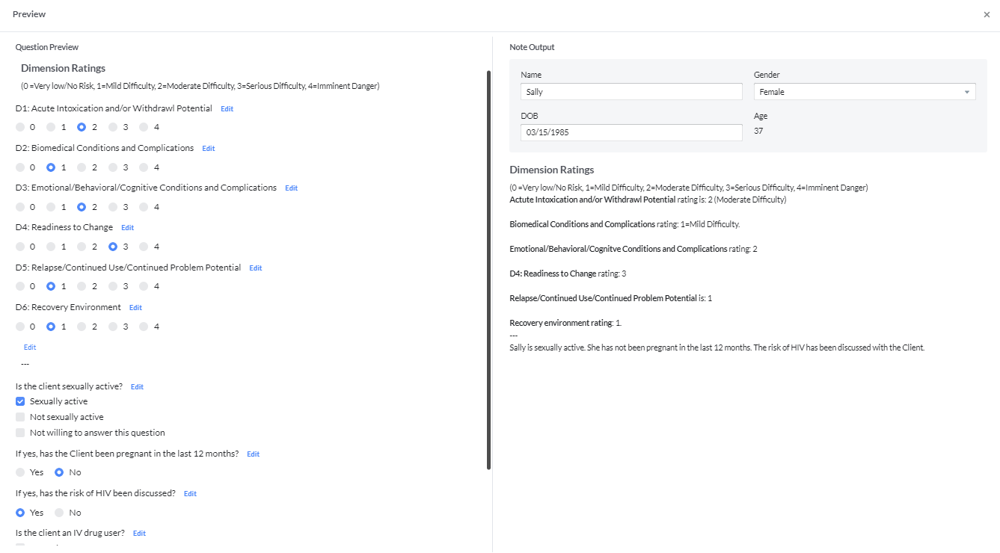 Preview
×
Question Preview
Dimension Ratings
(0 =Very low/No Risk, 1=Mild Difficulty, 2=Moderate Difficulty, 3=Serious Difficulty, 4=Imminent Danger)
D1: Acute Intoxication and/or Withdrawl Potential Edit
0 1 2 3 4
D2: Biomedical Conditions and Complications Edit
0 1 2 3 4
D3: Emotional/Behavioral/Cognitive Conditions and Complications Edit
0 1 2 3 4
D4: Readiness to Change Edit
0 1 2 3 4
D5: Relapse/Continued Use/Continued Problem Potential Edit
0 1 2 3 4
D6: Recovery Environment Edit
0 1 2 3 4
Edit
---
Is the client sexually active? Edit
Sexually active
Not sexually active
Not willing to answer this question
If yes, has the Client been pregnant in the last 12 months? Edit
Yes No
If yes, has the risk of HIV been discussed? Edit
Yes No
Is the client an IV drug user? Edit
Note Output
Name Gender
Sally Female
DOB Age
03/15/1985 37
Dimension Ratings
(0 =Very low/No Risk, 1=Mild Difficulty, 2=Moderate Difficulty, 3=Serious Difficulty, 4=Imminent Danger)
Actute Intoxication and/or Withdrawl Potential rating is: 2 (Moderate Difficulty)
Biomedical Conditions and Complications rating: 1=Mild Difficulty.
Emotional/Behavioral/Cognitve Conditions and Complications rating: 2
D4: Readiness to Change rating: 3
Relapse/Continued Use/Continued Problem Potential is: 1
Recovery environment rating: 1.
---
Sally is sexually active. She has not been pregnant in the last 12 months. The risk of HIV has been discussed with the Client.